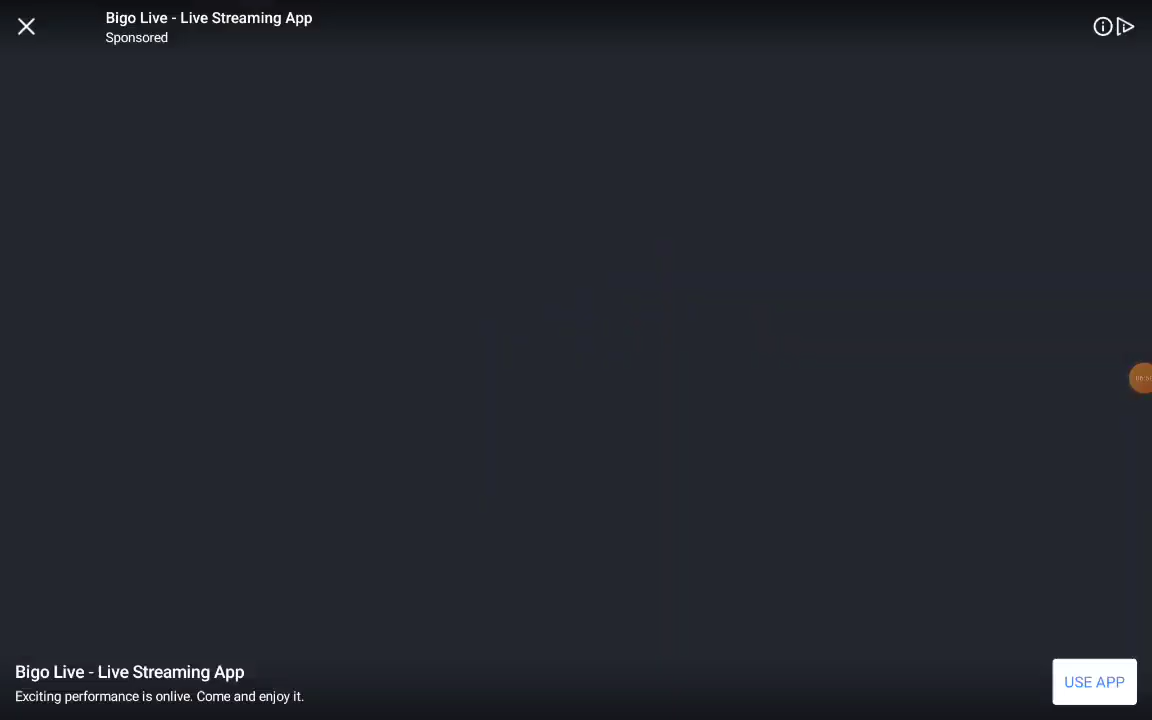 Bigo Live - Live Streaming App
Sponsored
Bigo Live - Live Streaming App
Exciting performance is onlive. Come and enjoy it.
USE APP